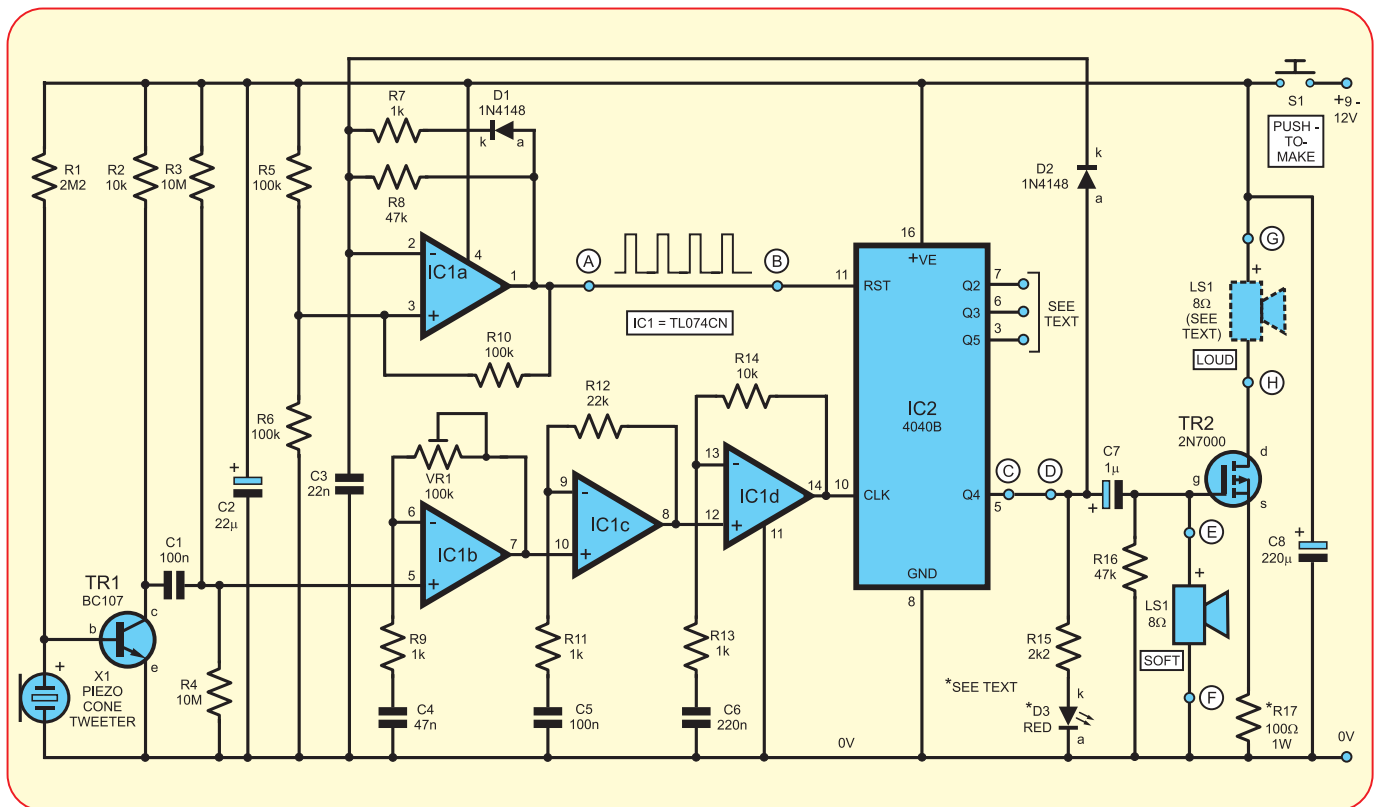 R1
2M2
R2
10k
R3
10M
R5
100k
R7
1k
D1
1N4148
k
a
R8
47k
2
-
4
IC1a
1
3
+
A
B
IC1 = TL074CN
R10
100k
R6
100k
+
C2
22µ
C3
22n
C1
100n
TR1
BC107
c
b
e
+
X1
PIEZO
CONE
TWEETER
R4
10M
VR1
100k
6
-
IC1b
7
5
+
R9
1k
C4
47n
R12
22k
9
-
IC1c
8
10
+
R11
1k
C5
100n
R14
10k
13
-
IC1d
14
12
+
11
R13
1k
C6
220n
0V
16
+VE
11
RST
IC2
4040B
10
CLK
GND
8
7
Q2
6
Q3
3
Q5
SEE
TEXT
Q4
5
C
D
k
D2
1N4148
a
C7
1µ
+
R15
2k2
*SEE TEXT
k
*D3
RED
a
R16
47k
E
+
LS1
8Ω
SOFT
F
TR2
2N7000
d
g
s
*R17
100Ω
1W
G
+
LS1
8Ω
(SEE
TEXT)
LOUD
H
S1
PUSH -
TO-
MAKE
+9 -
12V
+
C8
220µ
0V